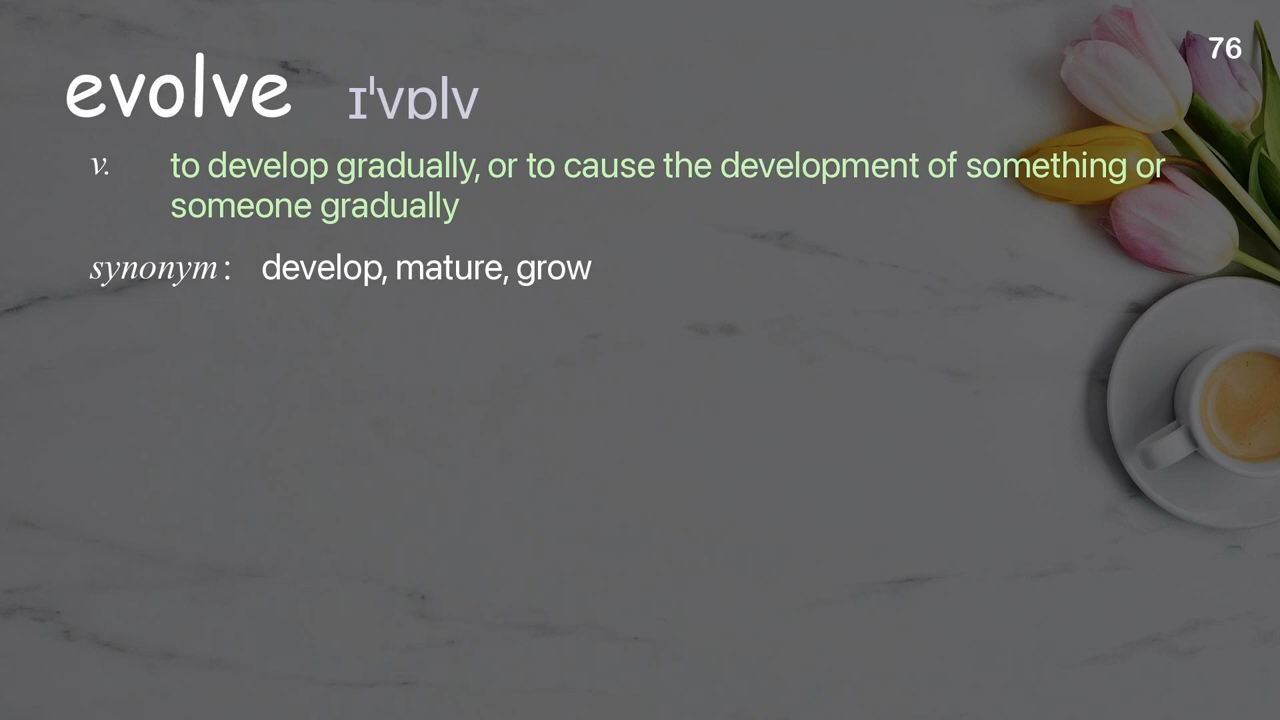 76
evolve ɪˈvɒlv
v. to develop gradually, or to cause the development of something or
someone gradually
synonym: develop, mature, grow